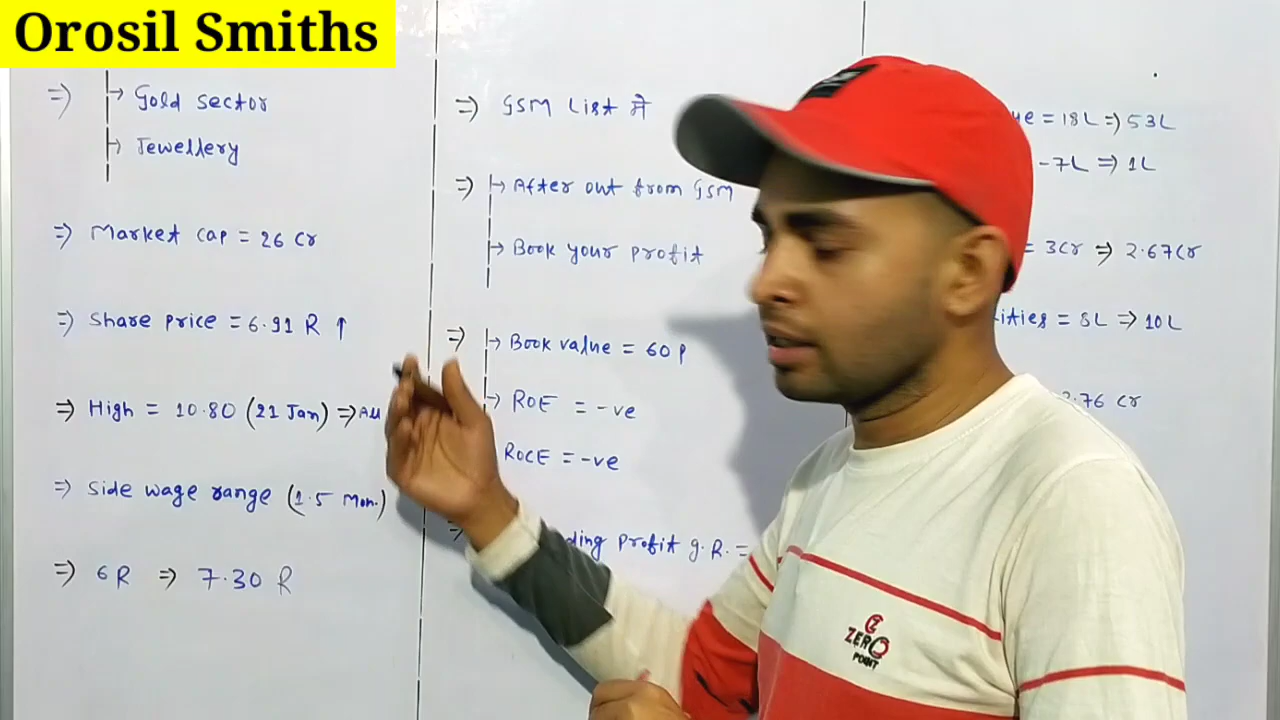 Orosil Smiths
⇒ Gold sector
Jewellery
⇒ Market cap = 26 Cr
⇒ Share price = 6.91 R ↑
⇒ High = 10.80 (21 Jan) ⇒ All
⇒ Side wage range (1.5 Mon.)
⇒ 6 R ⇒ 7.30 R
⇒ GSM List में
⇒ After out from GSM
Book your profit
⇒ Book value = 60 P
ROE = -ve
ROCE = -ve
⇒ ding profit g.R. =
ue = 18L ⇒ 53L
-7L ⇒ 1L
= 3Cr ⇒ 2.67Cr
ities = 8L ⇒ 10L
2.76 Cr
ZERO
POINT